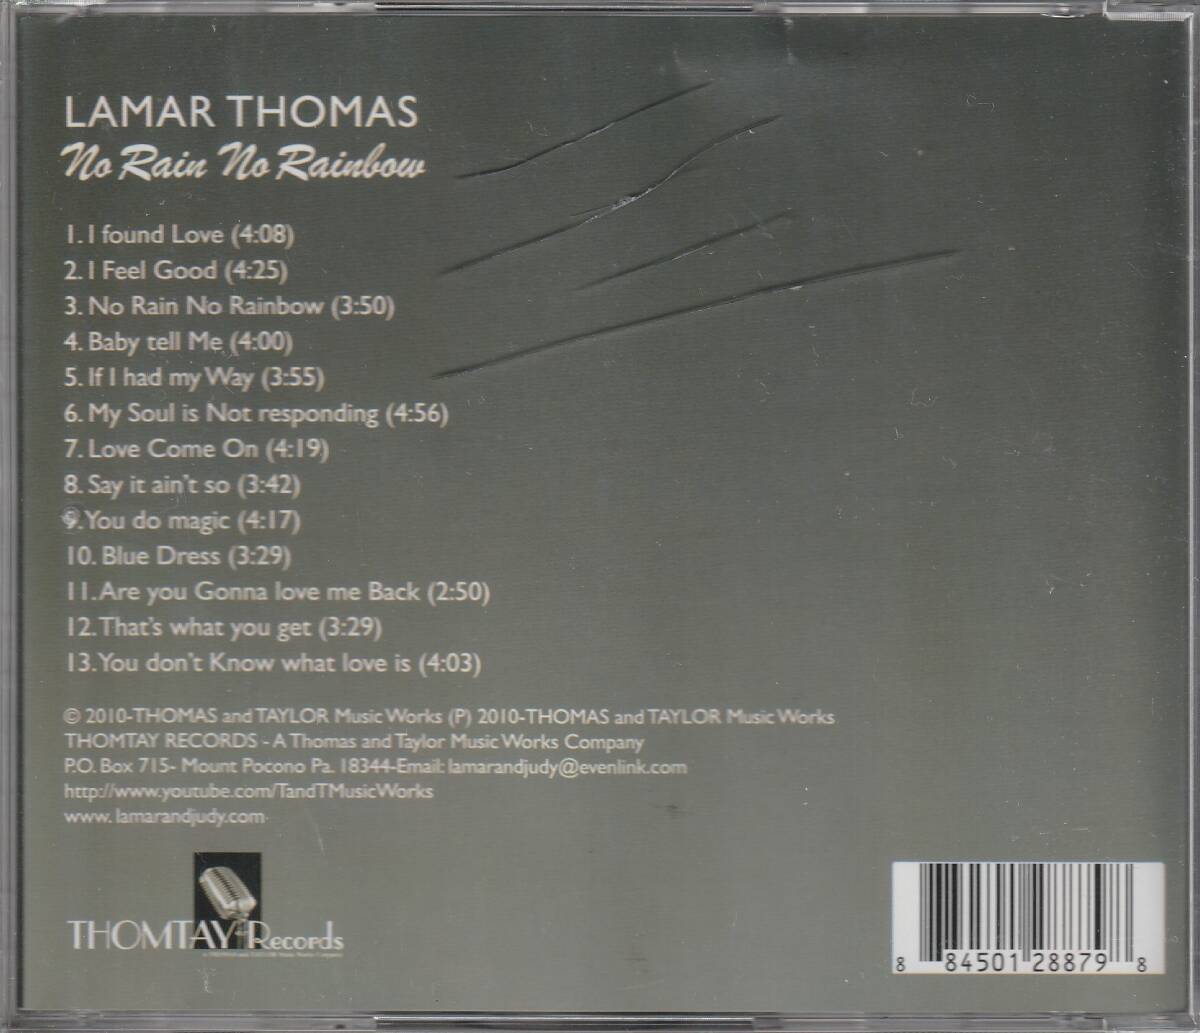 LAMAR THOMAS
No Rain No Rainbow
1. I found Love (4:08)
2. I Feel Good (4:25)
3. No Rain No Rainbow (3:50)
4. Baby tell Me (4:00)
5. If I had my Way (3:55)
6. My Soul is Not responding (4:56)
7. Love Come On (4:19)
8. Say it ain't so (3:42)
9. You do magic (4:17)
10. Blue Dress (3:29)
11. Are you Gonna love me Back (2:50)
12. That's what you get (3:29)
13. You don't Know what love is (4:03)
© 2010-THOMAS and TAYLOR Music Works (P) 2010-THOMAS and TAYLOR Music Works
THOMTAY RECORDS - A Thomas and Taylor Music Works Company
P.O. Box 715- Mount Pocono Pa. 18344-Email: lamarandjudy@evenlink.com
http://www.youtube.com/TandTMusicWorks
www. lamarandjudy.com
THOMTAY Records
8 84501 28879 8